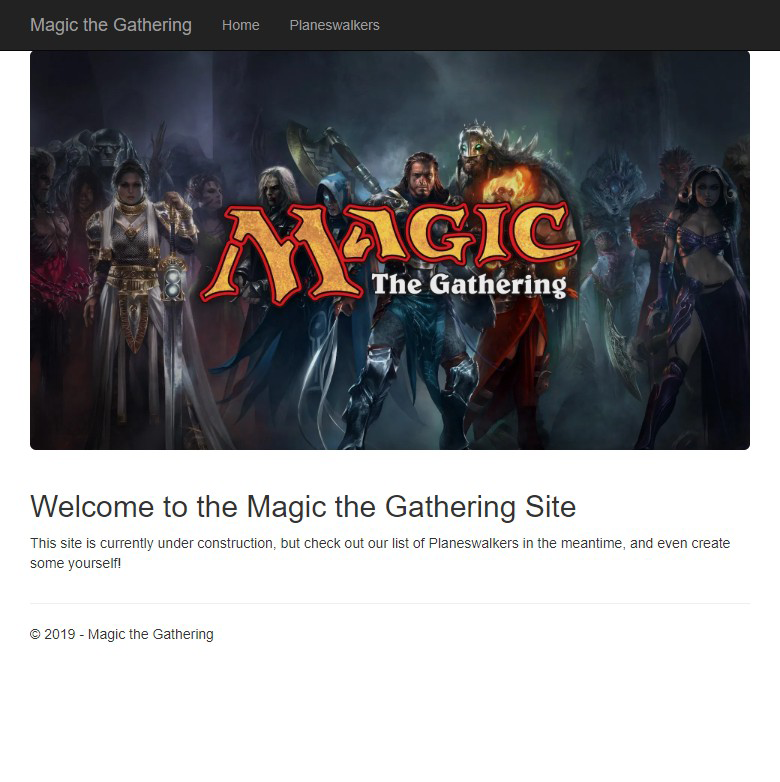 Magic the Gathering Home Planeswalkers
MAGIC
The Gathering
Welcome to the Magic the Gathering Site
This site is currently under construction, but check out our list of Planeswalkers in the meantime, and even create
some yourself!
© 2019 - Magic the Gathering